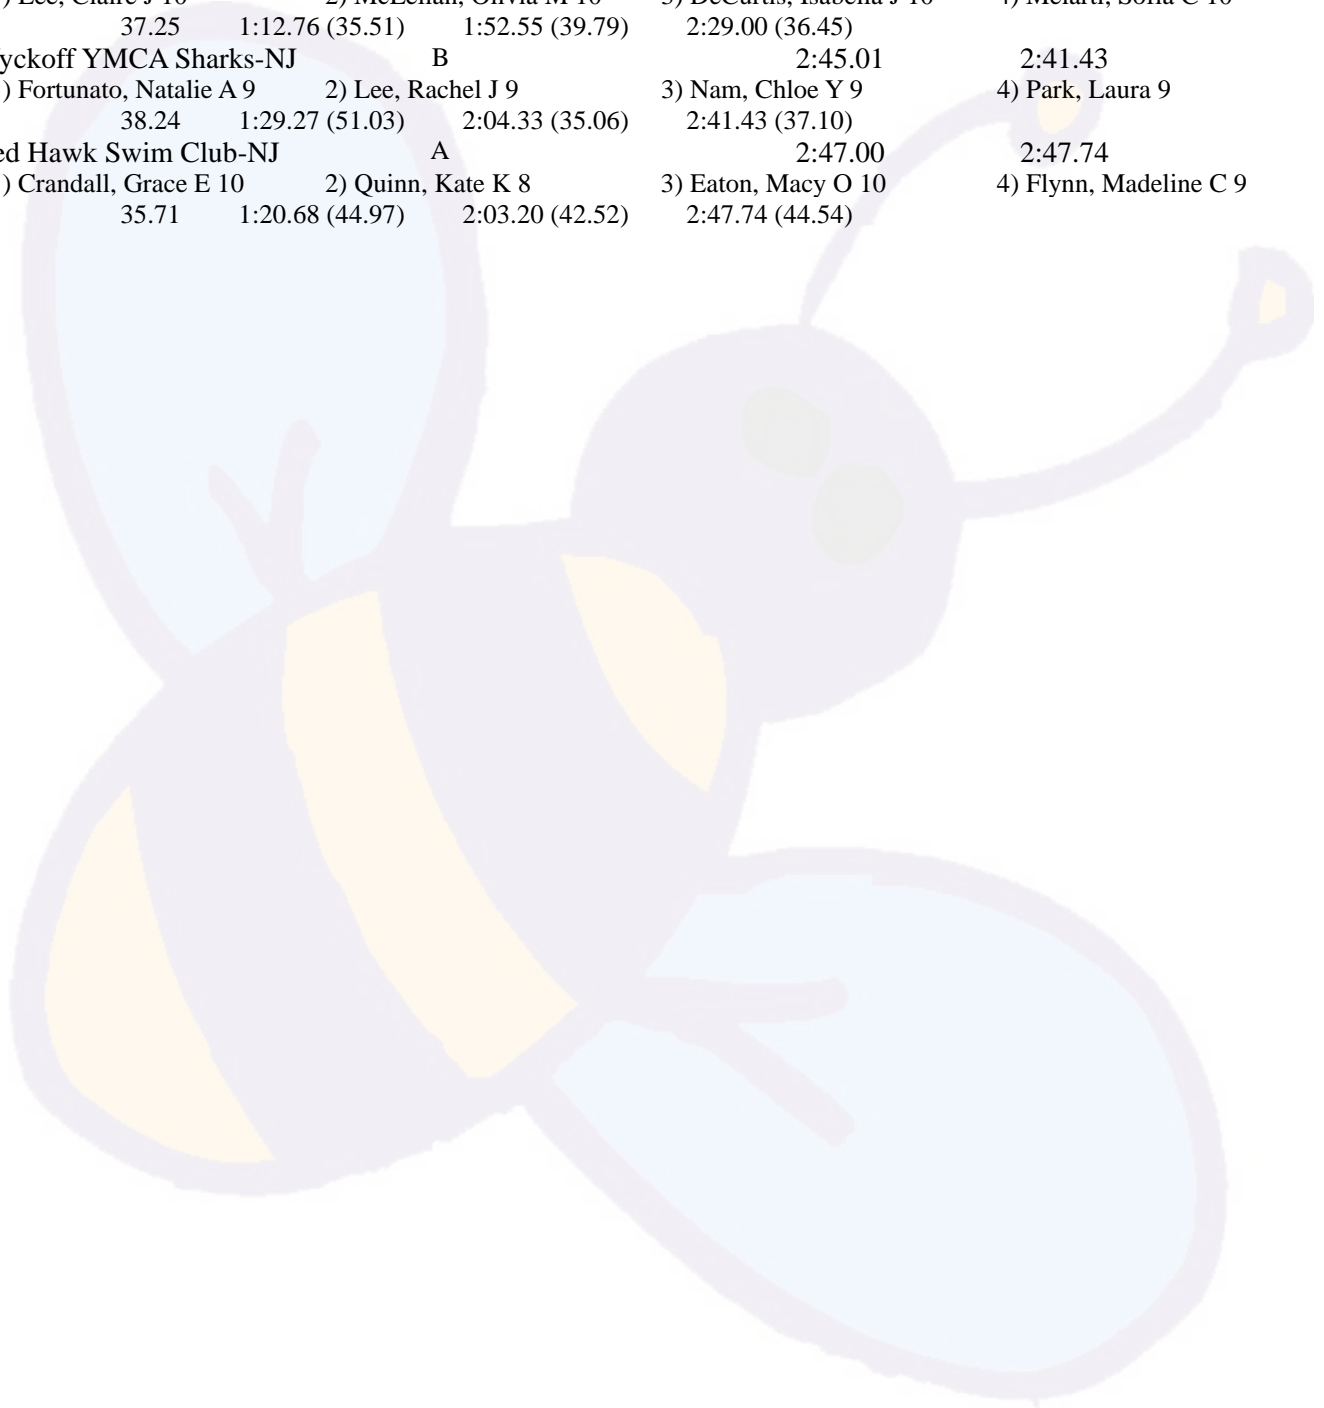 37.25 1:12.76 (35.51) 1:52.55 (39.79) 2:29.00 (36.45)
yckoff YMCA Sharks-NJ B 2:45.01 2:41.43
) Fortunato, Natalie A 9 2) Lee, Rachel J 9 3) Nam, Chloe Y 9 4) Park, Laura 9
38.24 1:29.27 (51.03) 2:04.33 (35.06) 2:41.43 (37.10)
ed Hawk Swim Club-NJ A 2:47.00 2:47.74
) Crandall, Grace E 10 2) Quinn, Kate K 8 3) Eaton, Macy O 10 4) Flynn, Madeline C 9
35.71 1:20.68 (44.97) 2:03.20 (42.52) 2:47.74 (44.54)